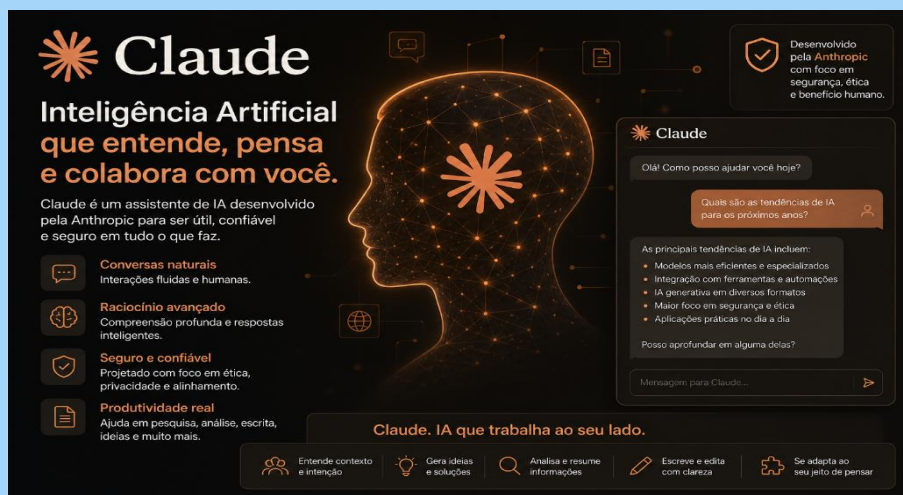 Claude
Inteligência Artificial
que entende, pensa
e colabora com você.
Claude é um assistente de IA desenvolvido
pela Anthropic para ser útil, confiável
e seguro em tudo o que faz.
Conversas naturais
Interações fluidas e humanas.
Raciocínio avançado
Compreensão profunda e respostas
inteligentes.
Seguro e confiável
Projetado com foco em ética,
privacidade e alinhamento.
Produtividade real
Ajuda em pesquisa, análise, escrita,
ideias e muito mais.
Desenvolvido
pela Anthropic
com foco em
segurança, ética
e benefício humano.
Claude
Olá! Como posso ajudar você hoje?
Quais são as tendências de IA
para os próximos anos?
As principais tendências de IA incluem:
• Modelos mais eficientes e especializados
• Integração com ferramentas e automações
• IA generativa em diversos formatos
• Maior foco em segurança e ética
• Aplicações práticas no dia a dia
Posso aprofundar em alguma delas?
Mensagem para Claude...
Claude. IA que trabalha ao seu lado.
Entende contexto
e intenção
Gera ideias
e soluções
Analisa e resume
informações
Escreve e edita
com clareza
Se adapta ao
seu jeito de pensar